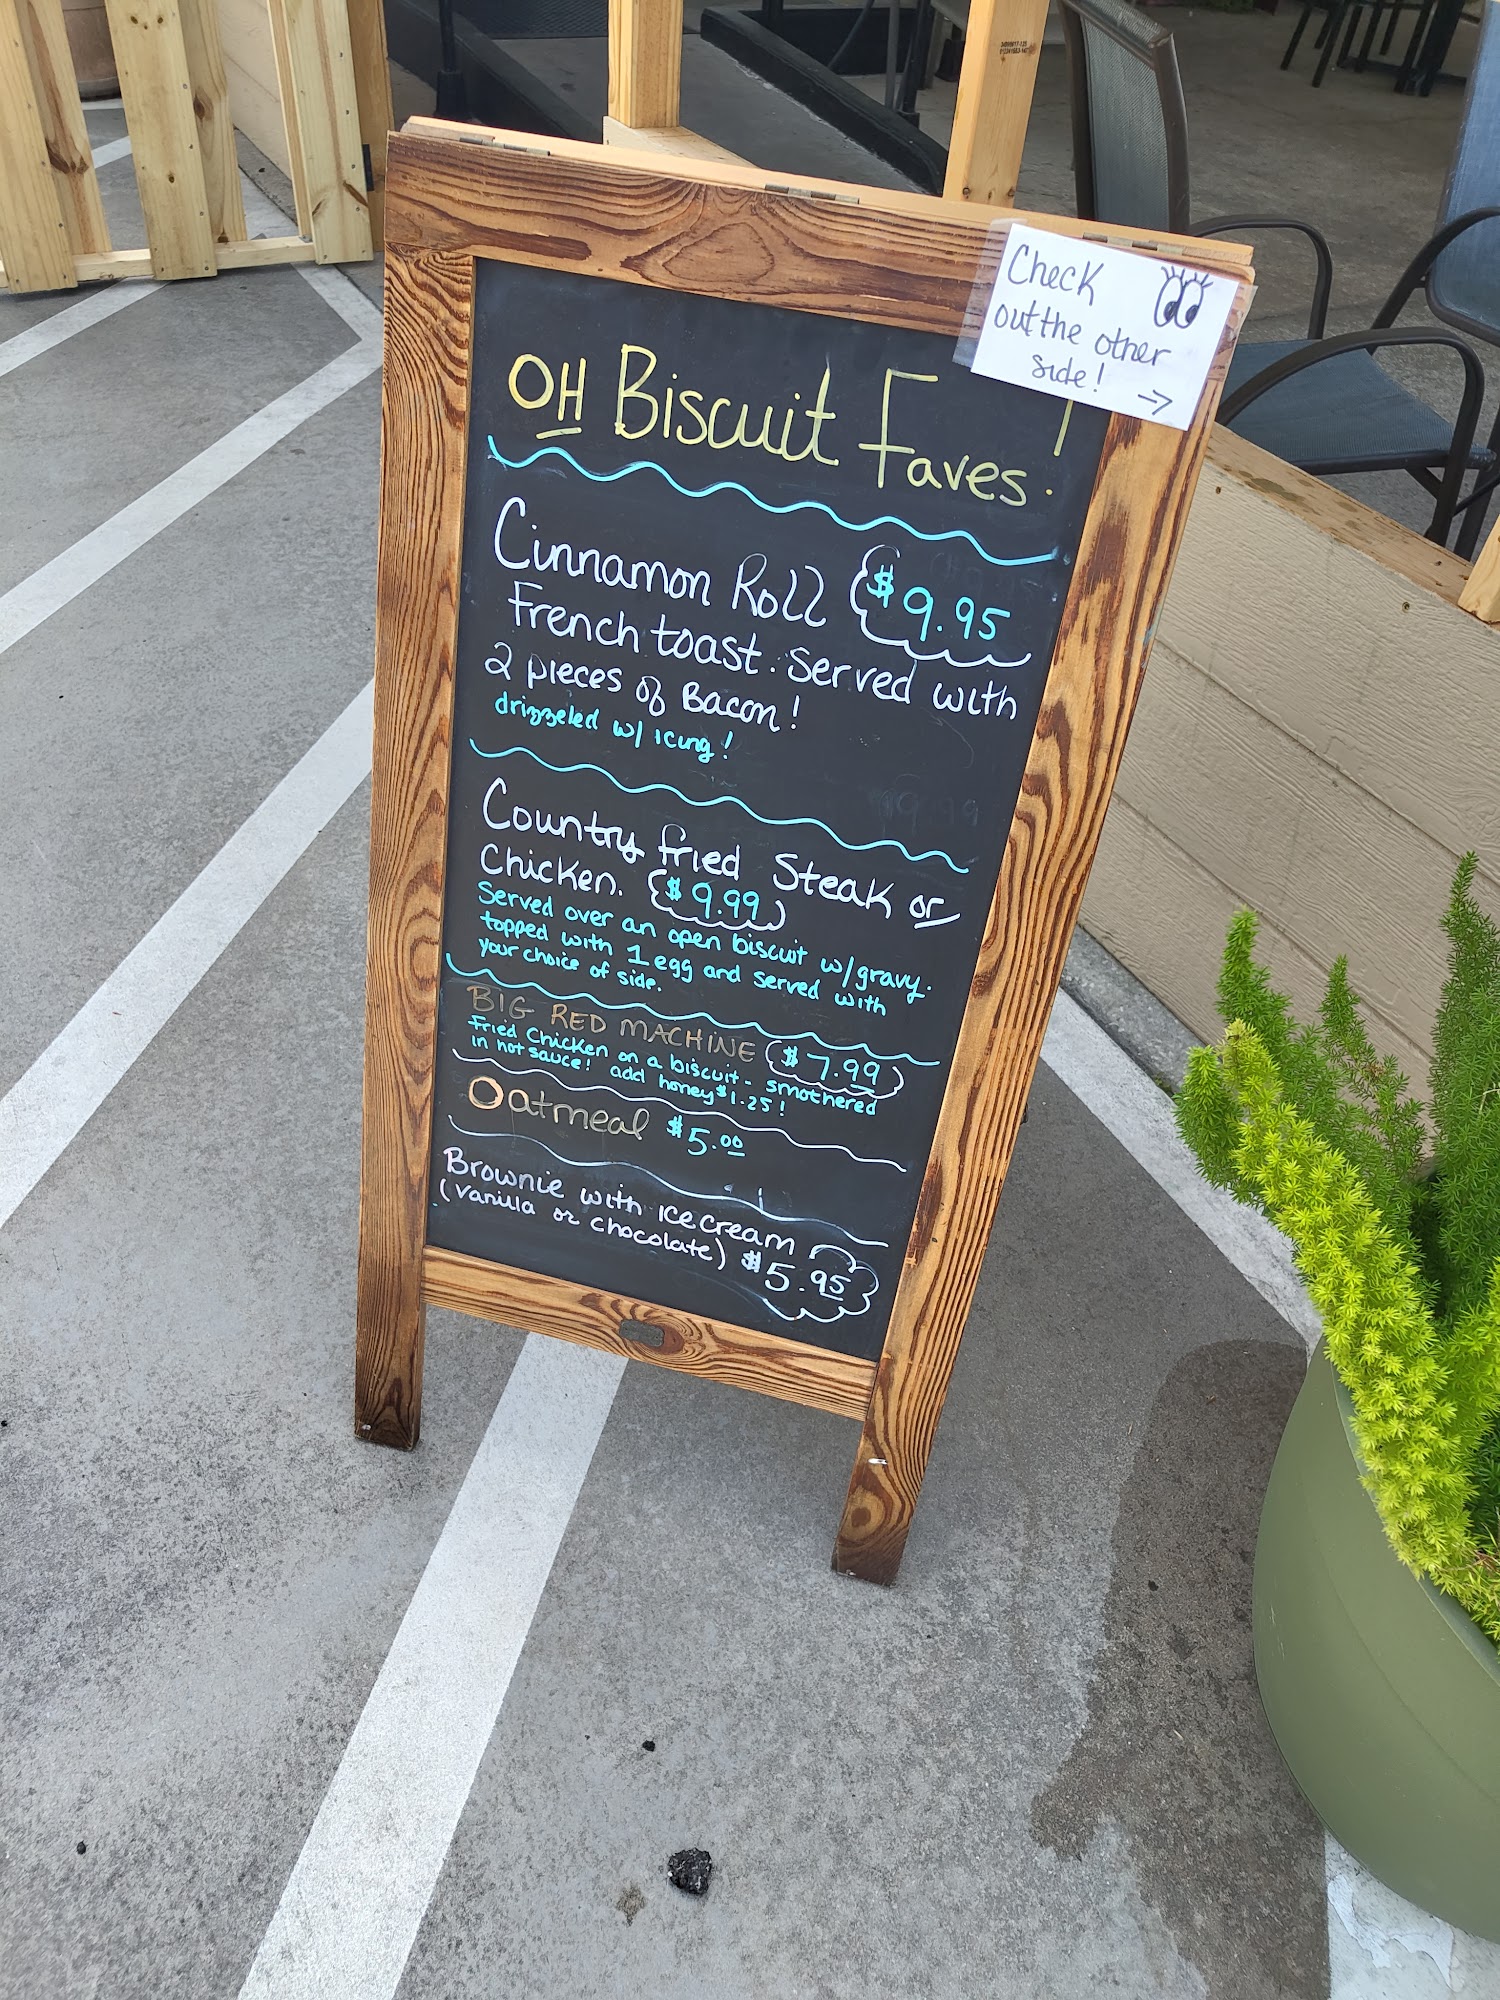 Check
out the other
side!
→
OH Biscuit Faves!
Cinnamon Roll $9.95
French toast. Served with
2 pieces of Bacon!
drizzeled w/ icing!
Country fried Steak or
Chicken. $9.99
Served over an open biscuit w/gravy.
topped with 1 egg and served with
your choice of side.
BIG RED MACHINE $7.99
Fried Chicken on a biscuit - smothered
in hot sauce! add honey $1.25!
Oatmeal $5.00
Brownie with ice cream
(vanilla or chocolate) $5.95